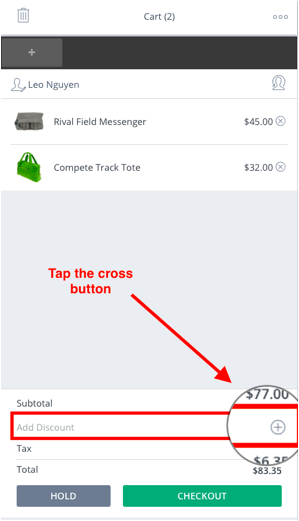 Cart (2)
+
Leo Nguyen
Rival Field Messenger $45.00
Compete Track Tote $32.00
Tap the cross
button
Subtotal $77.00
Add Discount
Tax $6.35
Total $83.35
HOLD CHECKOUT